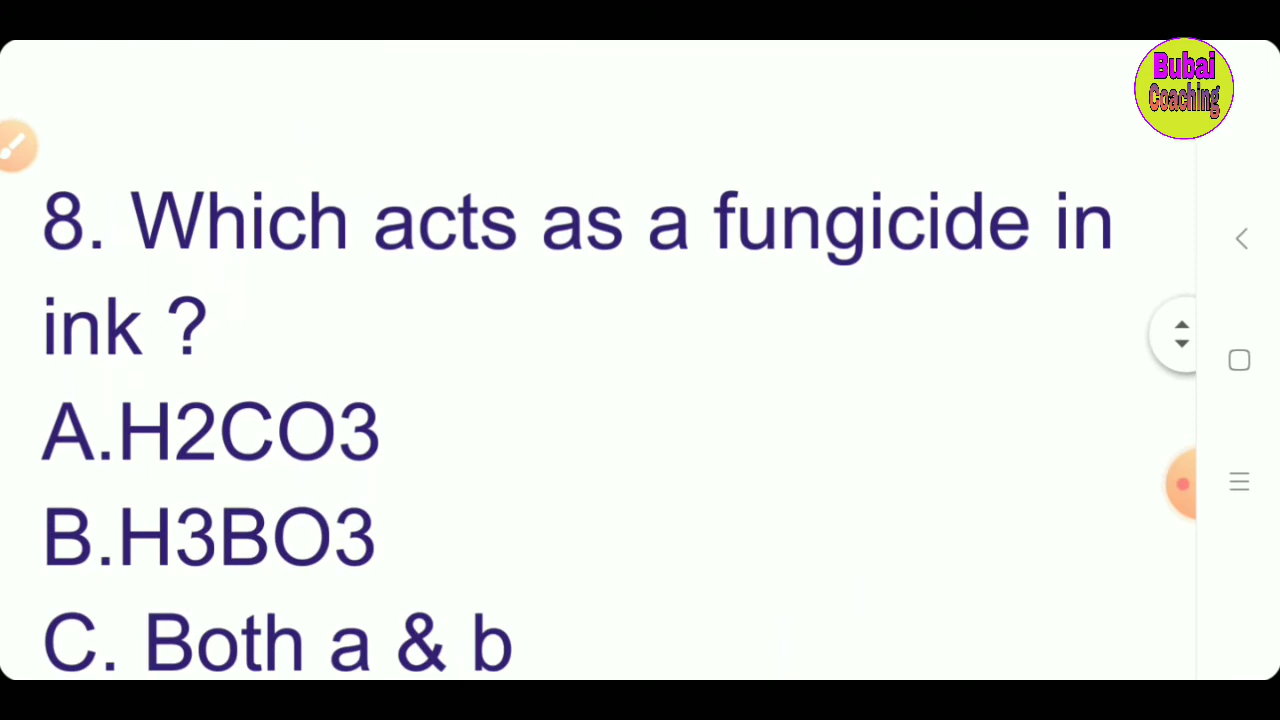 Bubai
Coaching
8. Which acts as a fungicide in
ink ?
A.H2CO3
B.H3BO3
C. Both a & b